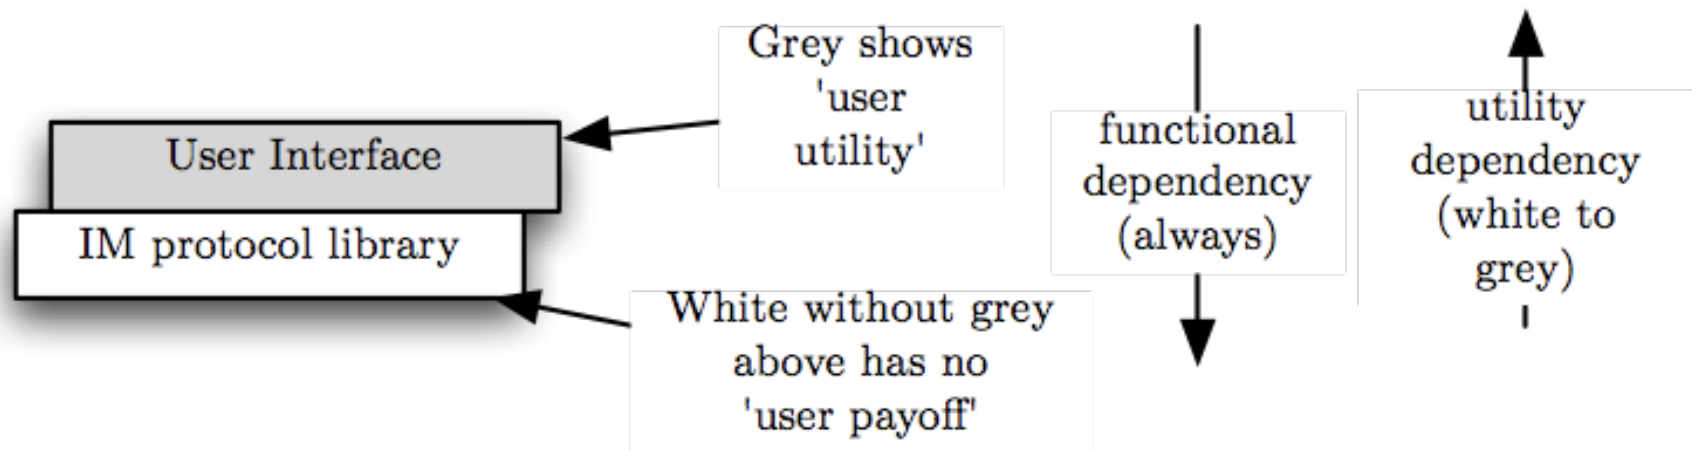 User Interface
IM protocol library
Grey shows
'user
utility'
White without grey
above has no
'user payoff'
functional
dependency
(always)
utility
dependency
(white to
grey)